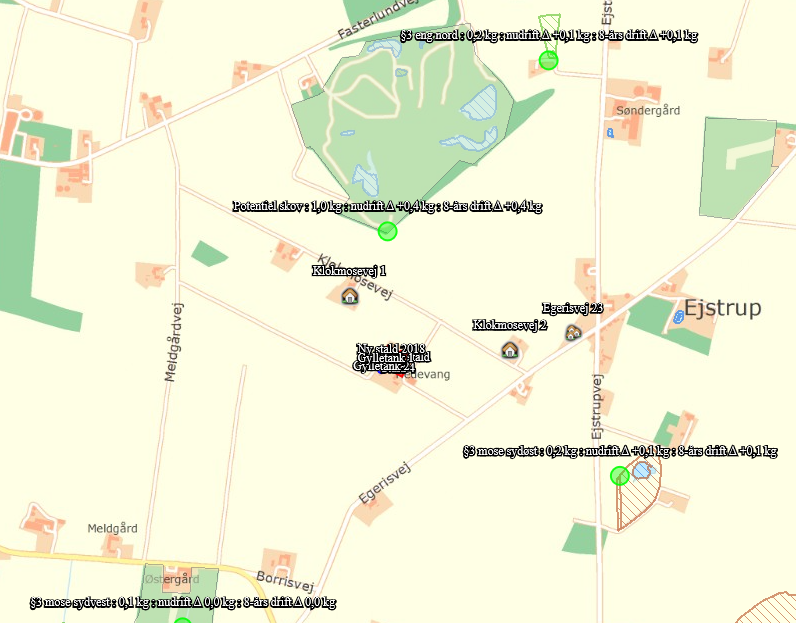 Fasterlundvej
Ejst
§3 eng nord : 0,2 kg : nudrift Δ +0,1 kg : 8-års drift Δ +0,1 kg
Søndergård
Potentiel skov : 1,0 kg : nudrift Δ +0,4 kg : 8-års drift Δ +0,4 kg
Klokmosevej
Klokmosevej 1
Egerisvej 23
Ejstrup
Klokmosevej 2
Meldgårdvej
Ny stald 2018
Gylletank
Gylletank 24
Ejstrupvej
§3 mose sydøst : 0,2 kg : nudrift Δ +0,1 kg : 8-års drift Δ +0,1 kg
Egerisvej
Meldgård
Østergård
Borrisvej
§3 mose sydvest : 0,1 kg : nudrift Δ 0,0 kg : 8-års drift Δ 0,0 kg